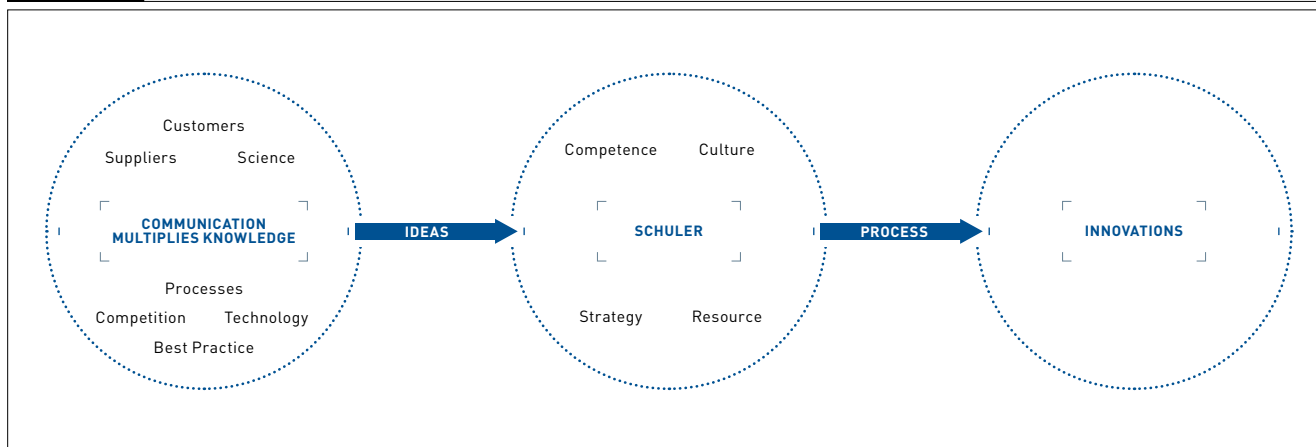 Customers
Suppliers Science
COMMUNICATION
MULTIPLIES KNOWLEDGE
Processes
Competition Technology
Best Practice
IDEAS
Competence Culture
SCHULER
Strategy Resource
PROCESS
INNOVATIONS